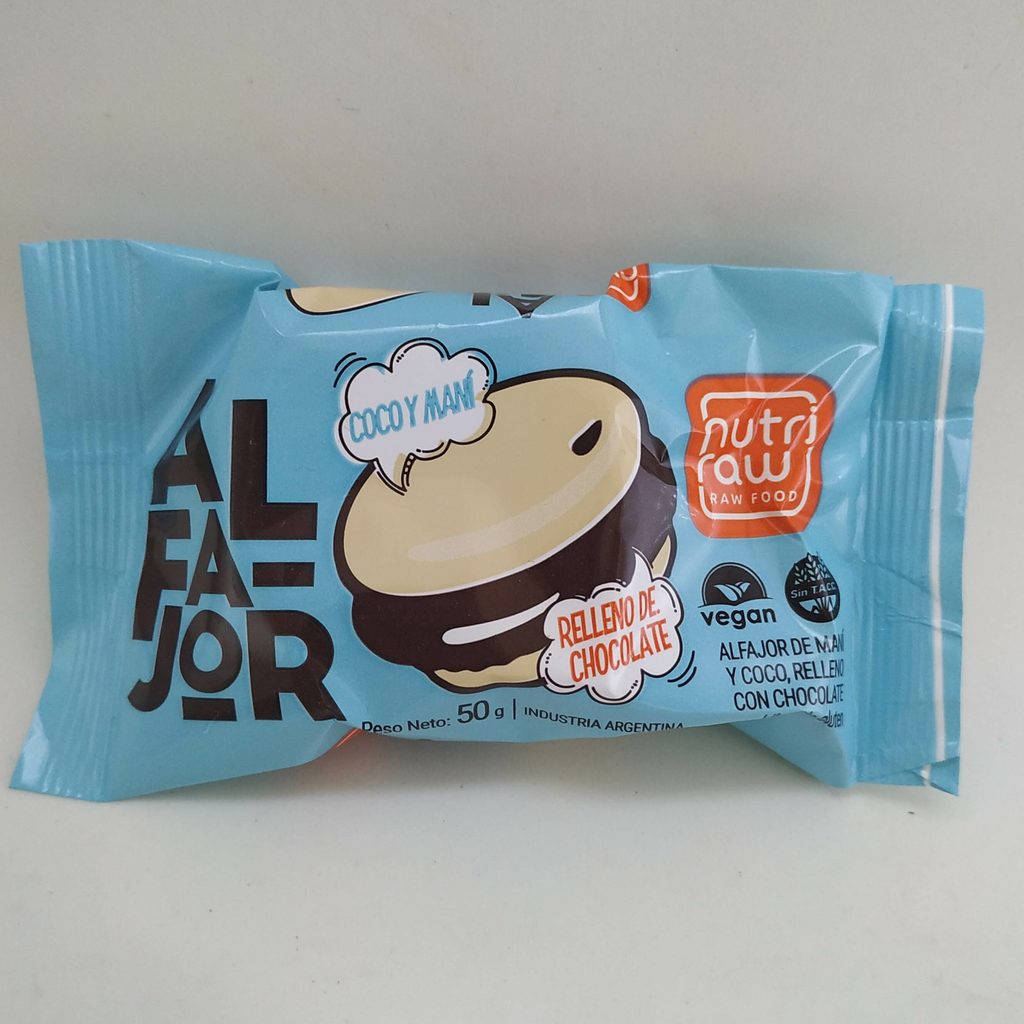 AL
FA-
JOR
COCO Y MANÍ
RELLENO DE
CHOCOLATE
Peso Neto: 50 g | INDUSTRIA ARGENTINA
nutri
raw
RAW FOOD
vegan
Sin T.A.C.C.
ALFAJOR DE MANÍ
Y COCO, RELLENO
CON CHOCOLATE